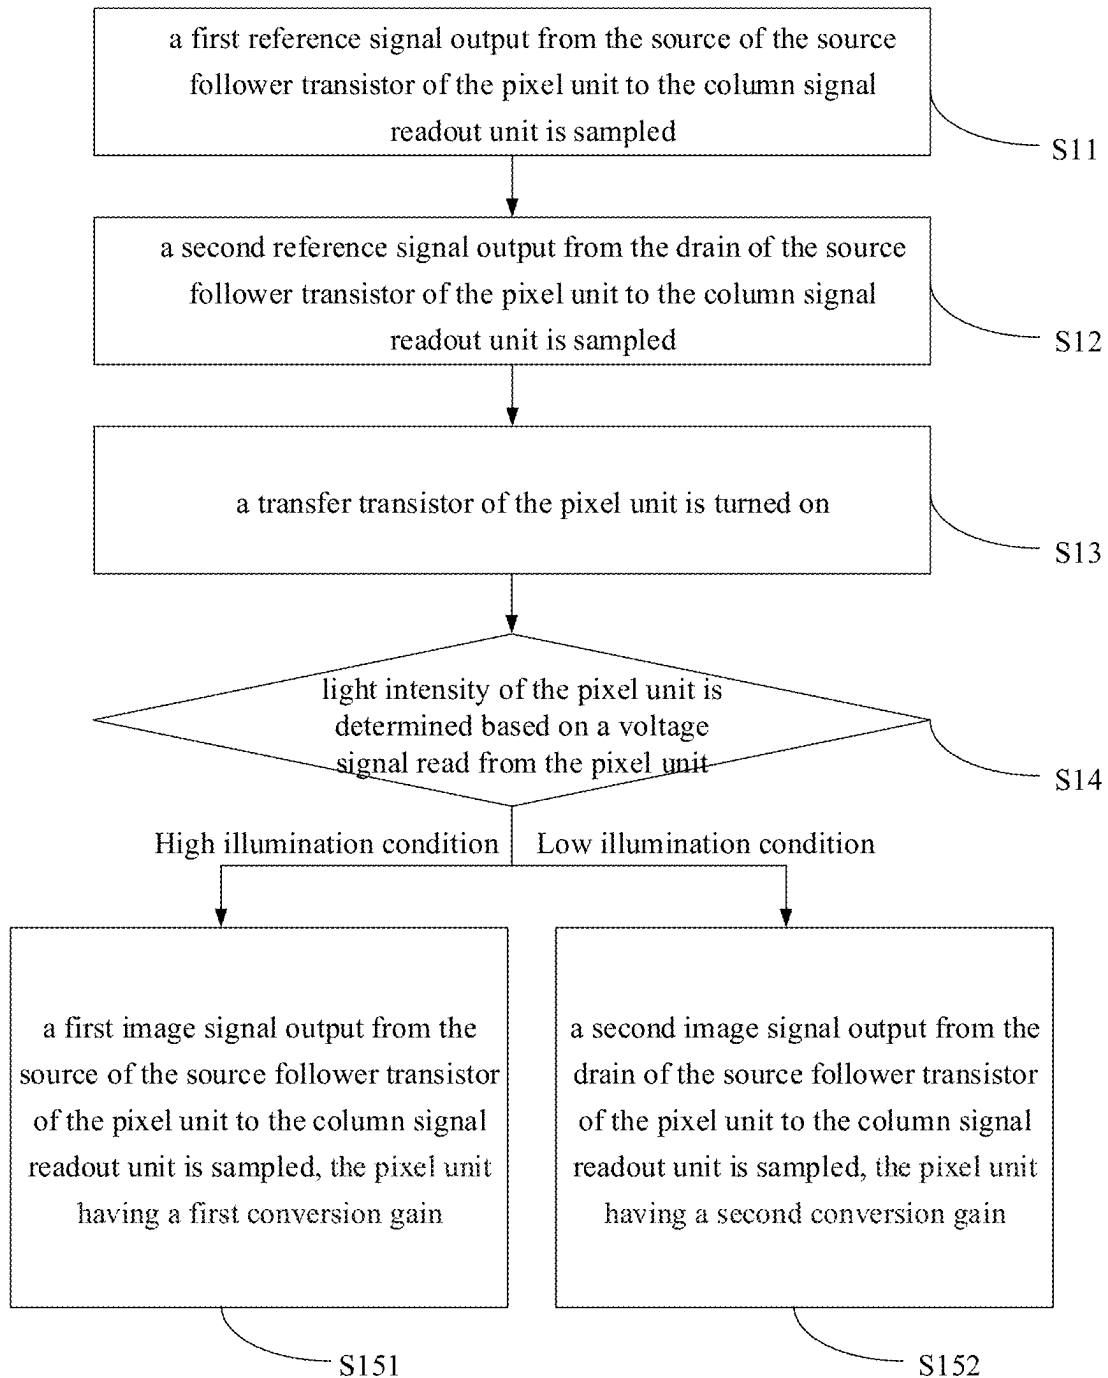 a first reference signal output from the source of the source
follower transistor of the pixel unit to the column signal
readout unit is sampled
S11
a second reference signal output from the drain of the source
follower transistor of the pixel unit to the column signal
readout unit is sampled
S12
a transfer transistor of the pixel unit is turned on
S13
light intensity of the pixel unit is
determined based on a voltage
signal read from the pixel unit
S14
High illumination condition
Low illumination condition
a first image signal output from the
source of the source follower transistor
of the pixel unit to the column signal
readout unit is sampled, the pixel unit
having a first conversion gain
S151
a second image signal output from the
drain of the source follower transistor
of the pixel unit to the column signal
readout unit is sampled, the pixel unit
having a second conversion gain
S152